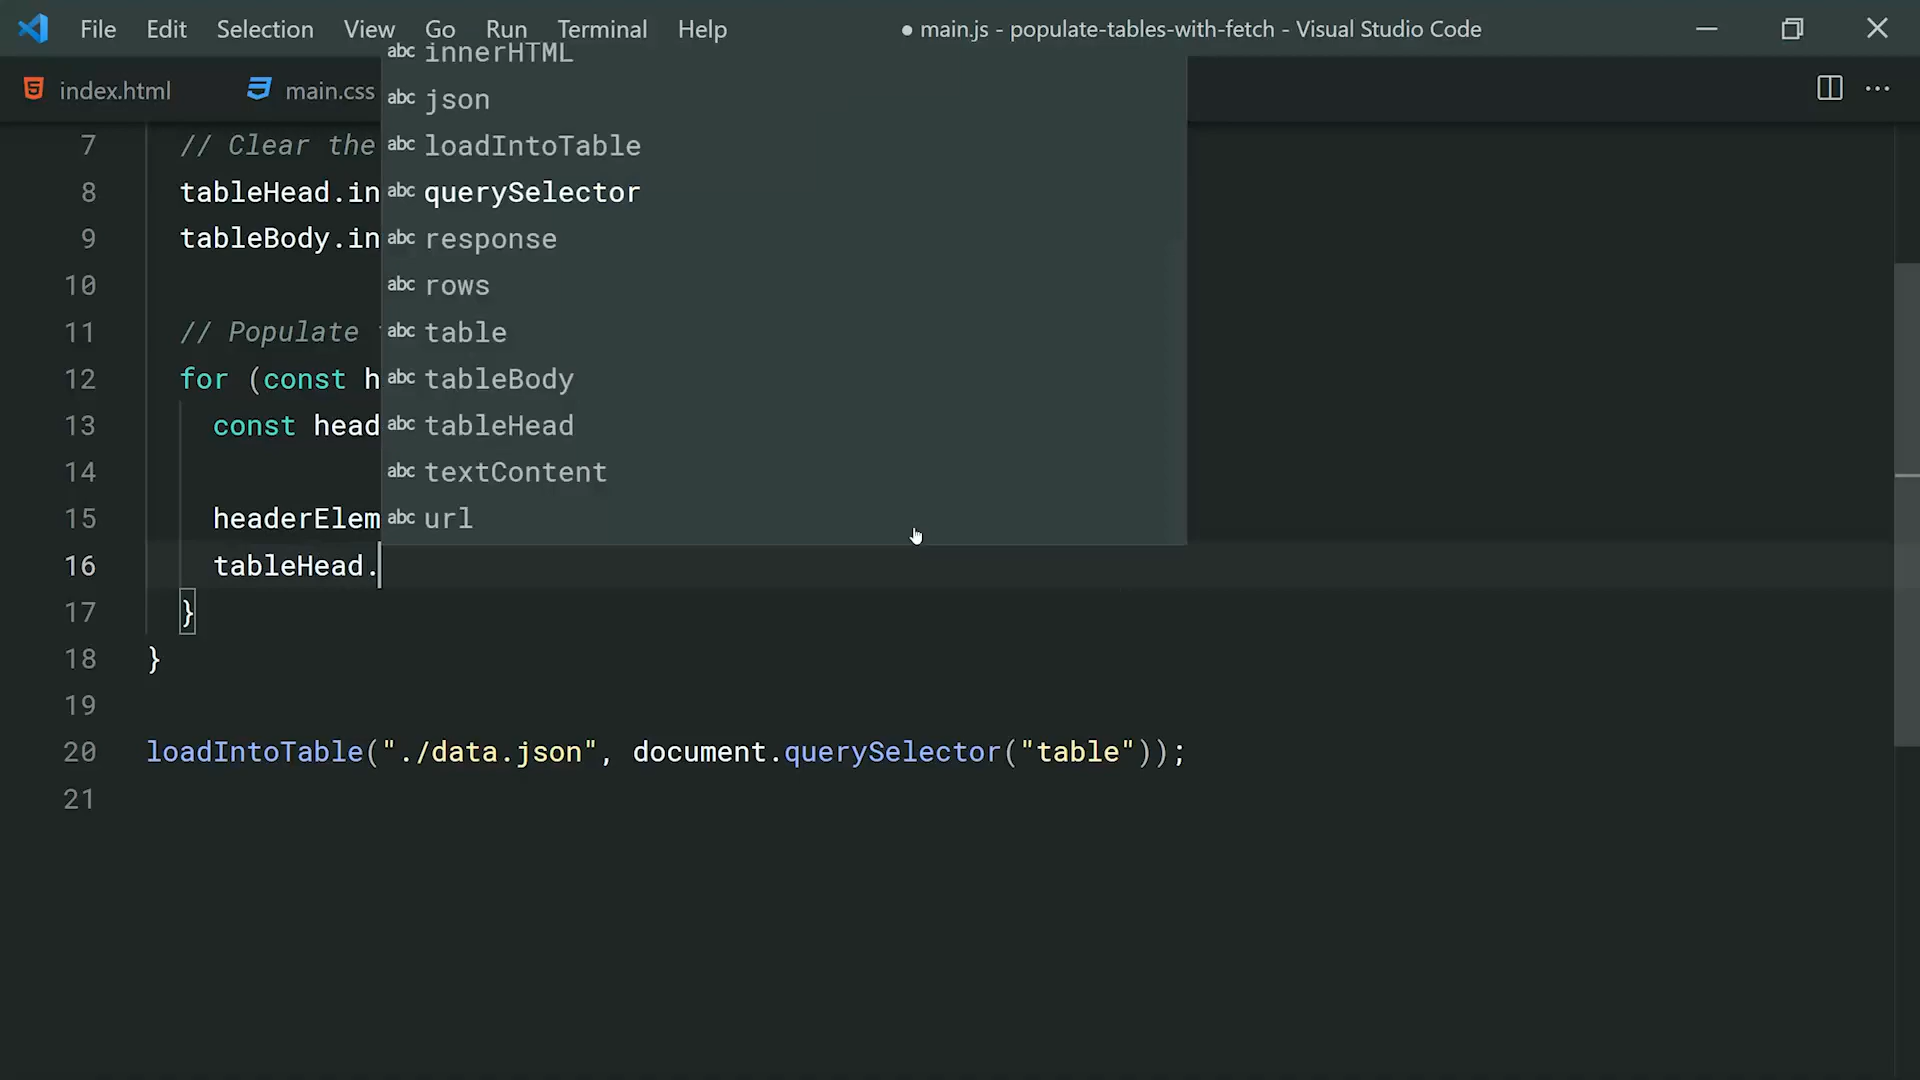 File Edit Selection View Go Run Terminal Help ● main.js - populate-tables-with-fetch - Visual Studio Code
index.html main.css
abc innerHTML
abc json
abc loadIntoTable
abc querySelector
abc response
abc rows
abc table
abc tableBody
abc tableHead
abc textContent
abc url
7 // Clear the
8 tableHead.in
9 tableBody.in
10
11 // Populate
12 for (const h
13 const head
14
15 headerElem
16 tableHead.
17 }
18 }
19
20 loadIntoTable("./data.json", document.querySelector("table"));
21